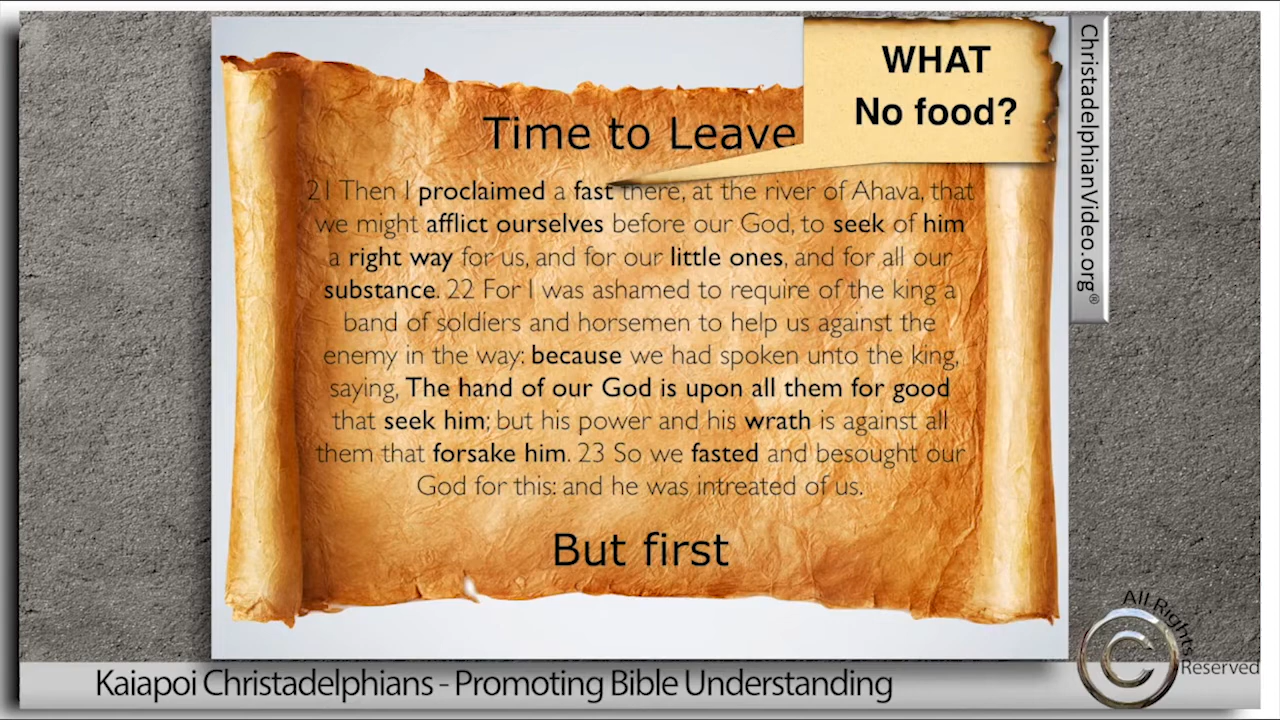 WHAT
No food?
Time to Leave
21 Then I proclaimed a fast there, at the river of Ahava, that
we might afflict ourselves before our God, to seek of him
a right way for us, and for our little ones, and for all our
substance. 22 For I was ashamed to require of the king a
band of soldiers and horsemen to help us against the
enemy in the way: because we had spoken unto the king,
saying, The hand of our God is upon all them for good
that seek him; but his power and his wrath is against all
them that forsake him. 23 So we fasted and besought our
God for this: and he was intreated of us.
But first
ChristadelphianVideo.org®
All Rights
C
Reserved
Kaiapoi Christadelphians - Promoting Bible Understanding